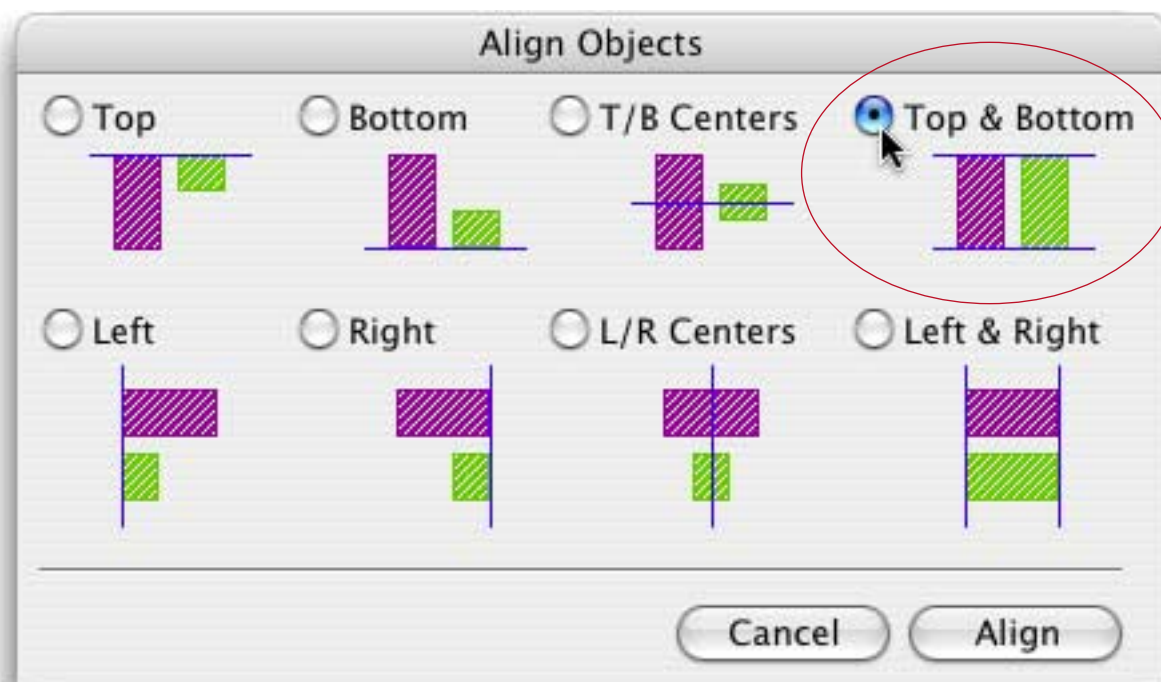 Align Objects
Top
Bottom
T/B Centers
Top & Bottom
Left
Right
L/R Centers
Left & Right
Cancel
Align